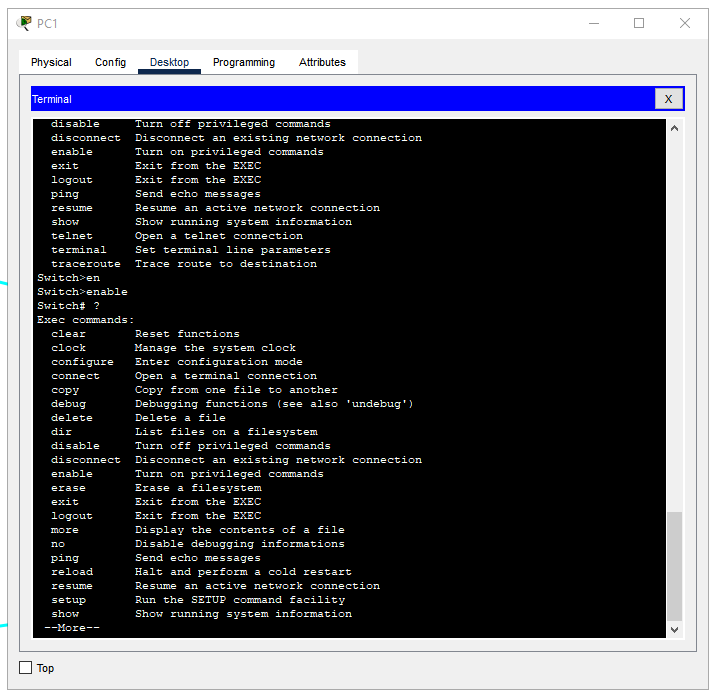 PC1
Physical Config Desktop Programming Attributes
Terminal X
disable Turn off privileged commands
disconnect Disconnect an existing network connection
enable Turn on privileged commands
exit Exit from the EXEC
logout Exit from the EXEC
ping Send echo messages
resume Resume an active network connection
show Show running system information
telnet Open a telnet connection
terminal Set terminal line parameters
traceroute Trace route to destination
Switch>en
Switch>enable
Switch# ?
Exec commands:
clear Reset functions
clock Manage the system clock
configure Enter configuration mode
connect Open a terminal connection
copy Copy from one file to another
debug Debugging functions (see also 'undebug')
delete Delete a file
dir List files on a filesystem
disable Turn off privileged commands
disconnect Disconnect an existing network connection
enable Turn on privileged commands
erase Erase a filesystem
exit Exit from the EXEC
logout Exit from the EXEC
more Display the contents of a file
no Disable debugging informations
ping Send echo messages
reload Halt and perform a cold restart
resume Resume an active network connection
setup Run the SETUP command facility
show Show running system information
--More--
Top